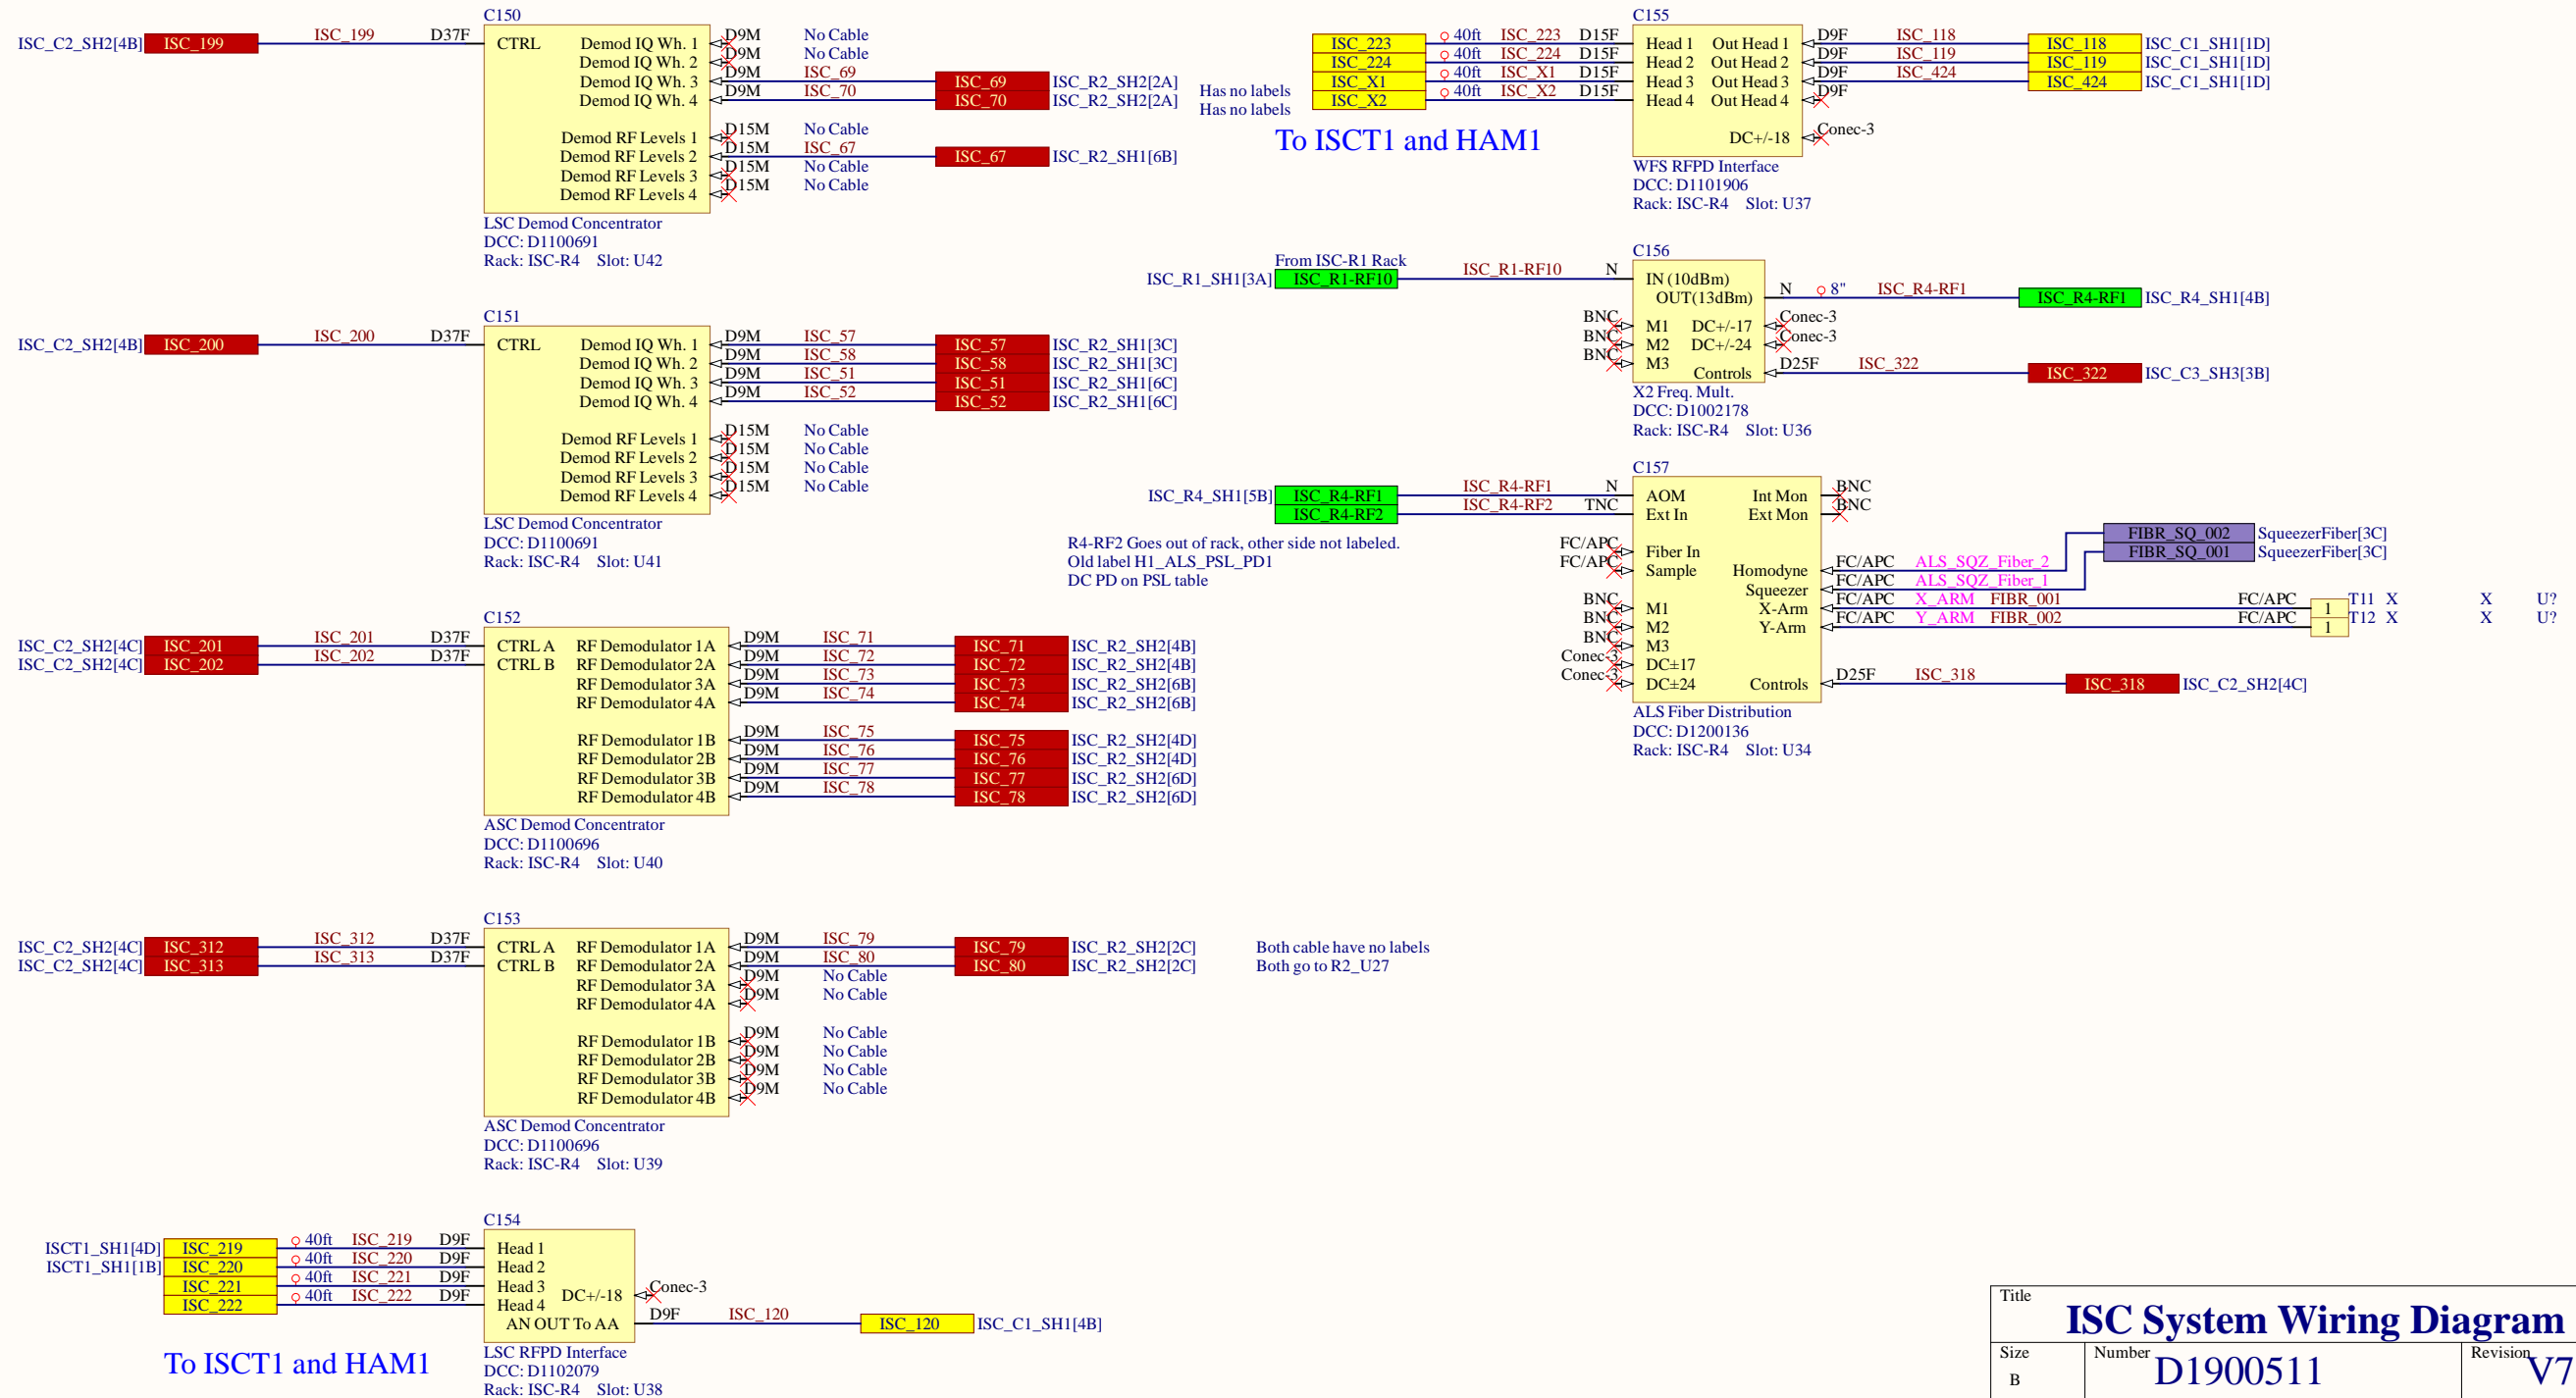 C150
ISC_C2_SH2[4B] ISC_199 ISC_199 D37F CTRL Demod IQ Wh. 1 D9M No Cable
Demod IQ Wh. 2 D9M No Cable
Demod IQ Wh. 3 D9M ISC_69 ISC_69 ISC_R2_SH2[2A]
Demod IQ Wh. 4 D9M ISC_70 ISC_70 ISC_R2_SH2[2A]
Demod RF Levels 1 D15M No Cable
Demod RF Levels 2 D15M ISC_67 ISC_67 ISC_R2_SH1[6B]
Demod RF Levels 3 D15M No Cable
Demod RF Levels 4 D15M No Cable
LSC Demod Concentrator
DCC: D1100691
Rack: ISC-R4 Slot: U42
C151
ISC_C2_SH2[4B] ISC_200 ISC_200 D37F CTRL Demod IQ Wh. 1 D9M ISC_57 ISC_57 ISC_R2_SH1[3C]
Demod IQ Wh. 2 D9M ISC_58 ISC_58 ISC_R2_SH1[3C]
Demod IQ Wh. 3 D9M ISC_51 ISC_51 ISC_R2_SH1[6C]
Demod IQ Wh. 4 D9M ISC_52 ISC_52 ISC_R2_SH1[6C]
Demod RF Levels 1 D15M No Cable
Demod RF Levels 2 D15M No Cable
Demod RF Levels 3 D15M No Cable
Demod RF Levels 4 D15M No Cable
LSC Demod Concentrator
DCC: D1100691
Rack: ISC-R4 Slot: U41
C152
ISC_C2_SH2[4C] ISC_201 ISC_201 D37F CTRL A RF Demodulator 1A D9M ISC_71 ISC_71 ISC_R2_SH2[4B]
ISC_C2_SH2[4C] ISC_202 ISC_202 D37F CTRL B RF Demodulator 2A D9M ISC_72 ISC_72 ISC_R2_SH2[4B]
RF Demodulator 3A D9M ISC_73 ISC_73 ISC_R2_SH2[6B]
RF Demodulator 4A D9M ISC_74 ISC_74 ISC_R2_SH2[6B]
RF Demodulator 1B D9M ISC_75 ISC_75 ISC_R2_SH2[4D]
RF Demodulator 2B D9M ISC_76 ISC_76 ISC_R2_SH2[4D]
RF Demodulator 3B D9M ISC_77 ISC_77 ISC_R2_SH2[6D]
RF Demodulator 4B D9M ISC_78 ISC_78 ISC_R2_SH2[6D]
ASC Demod Concentrator
DCC: D1100696
Rack: ISC-R4 Slot: U40
C153
ISC_C2_SH2[4C] ISC_312 ISC_312 D37F CTRL A RF Demodulator 1A D9M ISC_79 ISC_79 ISC_R2_SH2[2C] Both cable have no labels
ISC_C2_SH2[4C] ISC_313 ISC_313 D37F CTRL B RF Demodulator 2A D9M ISC_80 ISC_80 ISC_R2_SH2[2C] Both go to R2_U27
RF Demodulator 3A D9M No Cable
RF Demodulator 4A D9M No Cable
RF Demodulator 1B D9M No Cable
RF Demodulator 2B D9M No Cable
RF Demodulator 3B D9M No Cable
RF Demodulator 4B D9M No Cable
ASC Demod Concentrator
DCC: D1100696
Rack: ISC-R4 Slot: U39
C154
ISCT1_SH1[4D] ISC_219 40ft ISC_219 D9F Head 1
ISCT1_SH1[1B] ISC_220 40ft ISC_220 D9F Head 2
ISC_221 40ft ISC_221 D9F Head 3
ISC_222 40ft ISC_222 D9F Head 4
DC+/-18 Conec-3
AN OUT To AA D9F ISC_120 ISC_120 ISC_C1_SH1[4B]
To ISCT1 and HAM1
LSC RFPD Interface
DCC: D1102079
Rack: ISC-R4 Slot: U38
C155
ISC_223 40ft ISC_223 D15F Head 1 Out Head 1 D9F ISC_118 ISC_118 ISC_C1_SH1[1D]
ISC_224 40ft ISC_224 D15F Head 2 Out Head 2 D9F ISC_119 ISC_119 ISC_C1_SH1[1D]
Has no labels ISC_X1 40ft ISC_X1 D15F Head 3 Out Head 3 D9F ISC_424 ISC_424 ISC_C1_SH1[1D]
Has no labels ISC_X2 40ft ISC_X2 D15F Head 4 Out Head 4 D9F
To ISCT1 and HAM1
DC+/-18 Conec-3
WFS RFPD Interface
DCC: D1101906
Rack: ISC-R4 Slot: U37
C156
From ISC-R1 Rack
ISC_R1_SH1[3A] ISC_R1-RF10 ISC_R1-RF10 N IN (10dBm)
OUT(13dBm) N 8" ISC_R4-RF1 ISC_R4-RF1 ISC_R4_SH1[4B]
BNC M1 DC+/-17 Conec-3
BNC M2 DC+/-24 Conec-3
BNC M3
Controls D25F ISC_322 ISC_322 ISC_C3_SH3[3B]
X2 Freq. Mult.
DCC: D1002178
Rack: ISC-R4 Slot: U36
C157
ISC_R4_SH1[5B] ISC_R4-RF1 ISC_R4-RF1 N AOM Int Mon BNC
ISC_R4-RF2 ISC_R4-RF2 TNC Ext In Ext Mon BNC
R4-RF2 Goes out of rack, other side not labeled.
Old label H1_ALS_PSL_PD1
DC PD on PSL table
FIBR_SQ_002 SqueezerFiber[3C]
FC/APC Fiber In FIBR_SQ_001 SqueezerFiber[3C]
FC/APC Sample Homodyne FC/APC ALS_SQZ_Fiber_2
Squeezer FC/APC ALS_SQZ_Fiber_1
BNC M1 X-Arm FC/APC X_ARM FIBR_001 FC/APC 1 T11 X X U?
BNC M2 Y-Arm FC/APC Y_ARM FIBR_002 FC/APC 1 T12 X X U?
BNC M3
Conec-3 DC±17
Conec-3 DC±24 Controls D25F ISC_318 ISC_318 ISC_C2_SH2[4C]
ALS Fiber Distribution
DCC: D1200136
Rack: ISC-R4 Slot: U34
Title
ISC System Wiring Diagram
Size Number Revision
B D1900511 V7